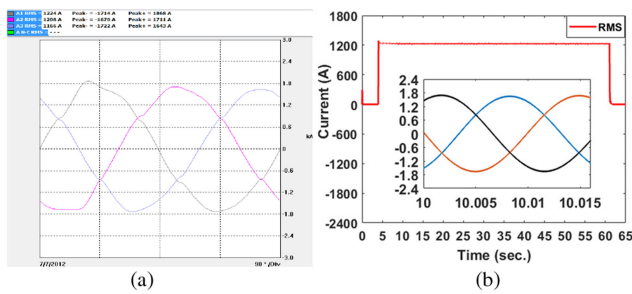 A1 RMS = 1224 A Peak- = -1714 A Peak+ = 1868 A
A2 RMS = 1208 A Peak- = -1670 A Peak+ = 1711 A
A3 RMS = 1166 A Peak- = -1722 A Peak+ = 1643 A
3.0
2.4
1.8
1.2
0.6
0
-0.6
-1.2
-1.8
-2.4
-3.0
7/7/2012
90 °/Div
(a)
RMS
Current (A)
1800
1200
600
0
-600
-1200
-1800
-2400
2.4
1.8
1.2
0.6
0
-0.6
-1.2
-1.8
-2.4
10 10.005 10.01 10.015
0 5 10 15 20 25 30 35 40 45 50 55 60 65
Time (sec.)
(b)